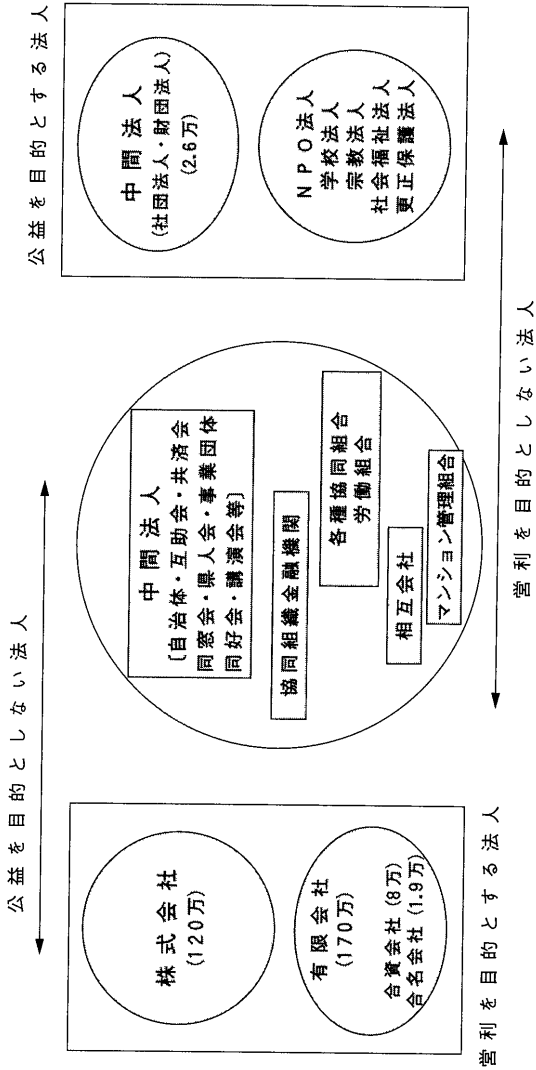 公益を目的としない法人
公益を目的とする法人
株式会社
(120万)
有限会社
(170万)
合資会社 (8万)
合名会社 (1.9万)
営利を目的とする法人
中間法人
〔自治体・互助会・共済会
同窓会・県人会・事業団体
同好会・講演会等〕
協同組織金融機関
各種協同組合
労働組合
相互会社
マンション管理組合
営利を目的としない法人
中間法人
(社団法人・財団法人)
(2.6万)
NPO法人
学校法人
宗教法人
社会福祉法人
更正保護法人